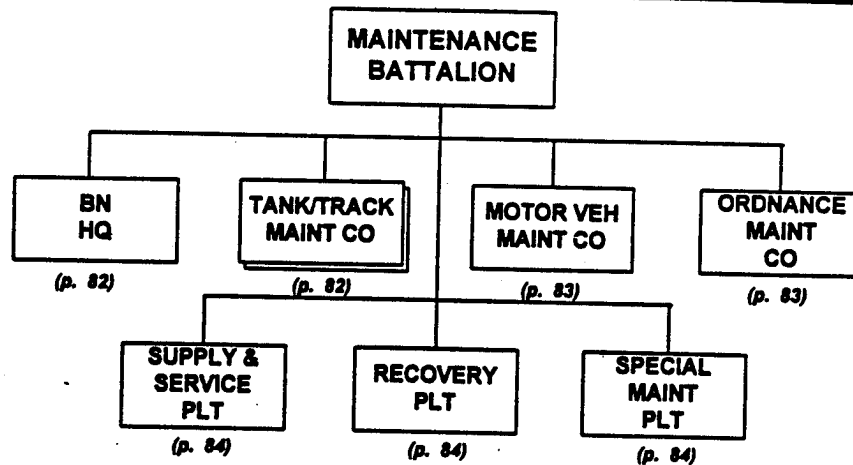 MAINTENANCE
BATTALION
BN
HQ
(p. 82)
TANK/TRACK
MAINT CO
(p. 82)
MOTOR VEH
MAINT CO
(p. 83)
ORDNANCE
MAINT
CO
(p. 83)
SUPPLY &
SERVICE
PLT
(p. 84)
RECOVERY
PLT
(p. 84)
SPECIAL
MAINT
PLT
(p. 84)